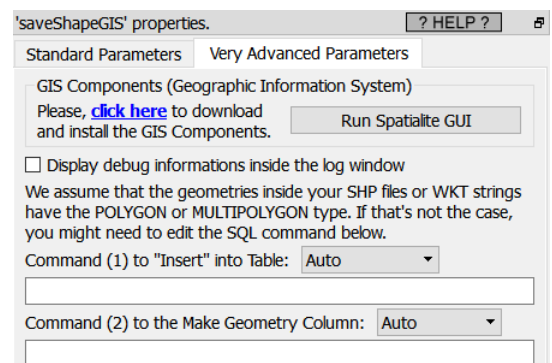 'saveShapeGIS' properties.
? HELP ?
Standard Parameters
Very Advanced Parameters
GIS Components (Geographic Information System)
Please, click here to download
and install the GIS Components.
Run Spatialite GUI
Display debug informations inside the log window
We assume that the geometries inside your SHP files or WKT strings
have the POLYGON or MULTIPOLYGON type. If that's not the case,
you might need to edit the SQL command below.
Command (1) to "Insert" into Table:
Auto
Command (2) to the Make Geometry Column:
Auto